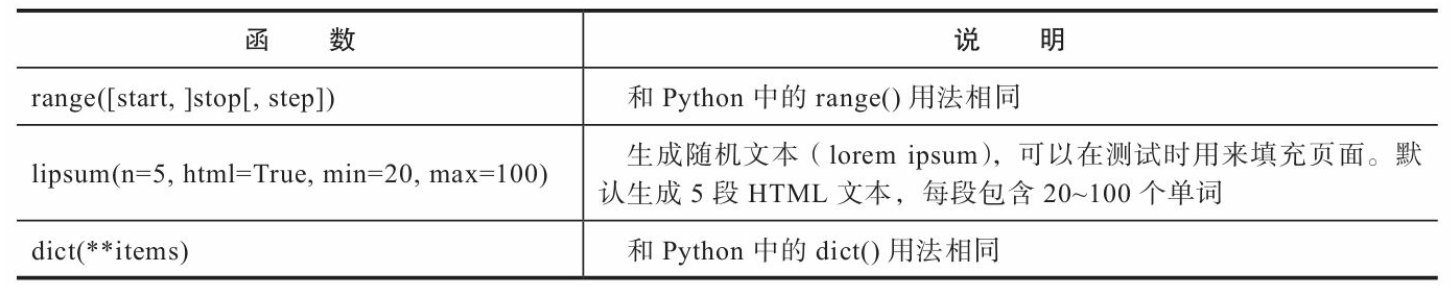 函 数 说 明
range([start, ]stop[, step]) 和 Python 中的 range() 用法相同
lipsum(n=5, html=True, min=20, max=100) 生成随机文本（lorem ipsum），可以在测试时用来填充页面。默
认生成 5 段 HTML 文本，每段包含 20~100 个单词
dict(**items) 和 Python 中的 dict() 用法相同